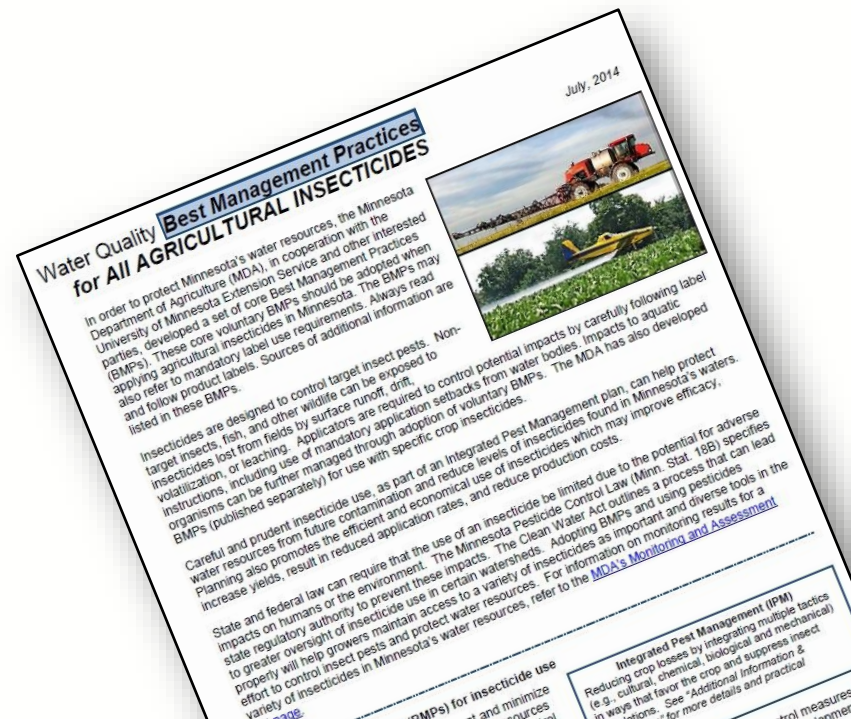 July, 2014
Water Quality Best Management Practices
for All AGRICULTURAL INSECTICIDES
In order to protect Minnesota's water resources, the Minnesota
Department of Agriculture (MDA), in cooperation with the
University of Minnesota Extension Service and other interested
parties, developed a set of core Best Management Practices
(BMPs). These core voluntary BMPs should be adopted when
applying agricultural insecticides in Minnesota. The BMPs may
also refer to mandatory label use requirements. Always read
and follow product labels. Sources of additional information are
listed in these BMPs.
Insecticides are designed to control target insect pests. Non-
target insects, fish, and other wildlife can be exposed to
insecticides lost from fields by surface runoff, drift,
volatilization, or leaching. Applicators are required to control potential impacts by carefully following label
instructions, including use of mandatory application setbacks from water bodies. Impacts to aquatic
organisms can be further managed through adoption of voluntary BMPs. The MDA has also developed
BMPs (published separately) for use with specific crop insecticides.
Careful and prudent insecticide use, as part of an Integrated Pest Management plan, can help protect
water resources from future contamination and reduce levels of insecticides found in Minnesota's waters.
Planning also promotes the efficient and economical use of insecticides which may improve efficacy,
increase yields, result in reduced application rates, and reduce production costs.
State and federal law can require that the use of an insecticide be limited due to the potential for adverse
impacts on humans or the environment. The Minnesota Pesticide Control Law (Minn. Stat. 18B) specifies
state regulatory authority to prevent these impacts. The Clean Water Act outlines a process that can lead
to greater oversight of insecticide use in certain watersheds. Adopting BMPs and using pesticides
properly will help growers maintain access to a variety of insecticides as important and diverse tools in the
effort to control insect pests and protect water resources. For information on monitoring results for a
variety of insecticides in Minnesota's water resources, refer to the MDA's Monitoring and Assessment
page.
(BMPs) for insecticide use
and minimize
Integrated Pest Management (IPM)
Reducing crop losses by integrating multiple tactics
(e.g., cultural, chemical, biological and mechanical)
in ways that favor the crop and suppress insect
See "Additional Information &
for more details and practical
measures